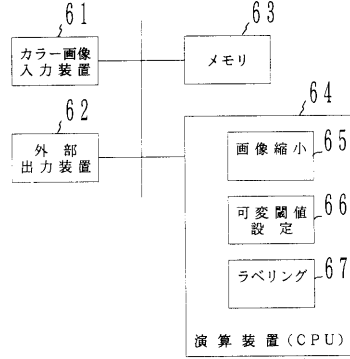 61
カラー画像
入力装置
63
メモリ
62
外部
出力装置
64
画像縮小
65
可変閾値
設定
66
ラベリング
67
演算装置(CPU)